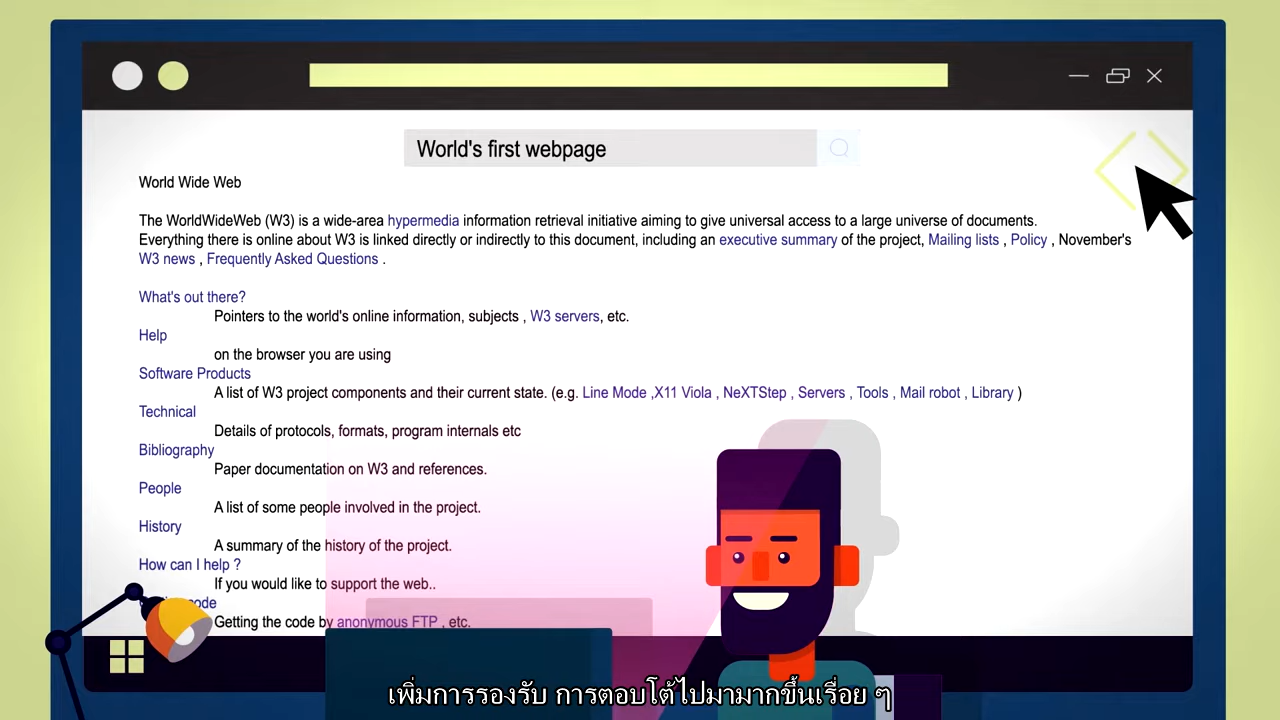 World's first webpage
World Wide Web
The WorldWideWeb (W3) is a wide-area hypermedia information retrieval initiative aiming to give universal access to a large universe of documents.
Everything there is online about W3 is linked directly or indirectly to this document, including an executive summary of the project, Mailing lists , Policy , November's
W3 news , Frequently Asked Questions .
What's out there?
Pointers to the world's online information, subjects , W3 servers, etc.
Help
on the browser you are using
Software Products
A list of W3 project components and their current state. (e.g. Line Mode ,X11 Viola , NeXTStep , Servers , Tools , Mail robot , Library )
Technical
Details of protocols, formats, program internals etc
Bibliography
Paper documentation on W3 and references.
People
A list of some people involved in the project.
History
A summary of the history of the project.
How can I help ?
If you would like to support the web..
Getting the code by anonymous FTP , etc.
เพิ่มการรองรับ การตอบโต้ไปมามากขึ้นเรื่อย ๆ